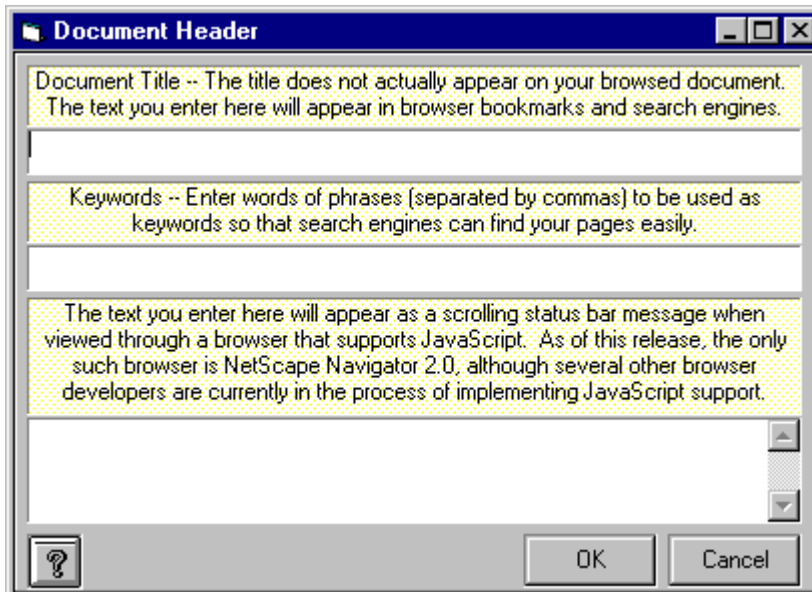 Document Header
Document Title -- The title does not actually appear on your browsed document.
The text you enter here will appear in browser bookmarks and search engines.
Keywords -- Enter words of phrases (separated by commas) to be used as
keywords so that search engines can find your pages easily.
The text you enter here will appear as a scrolling status bar message when
viewed through a browser that supports JavaScript.  As of this release, the only
such browser is NetScape Navigator 2.0, although several other browser
developers are currently in the process of implementing JavaScript support.
?
OK
Cancel